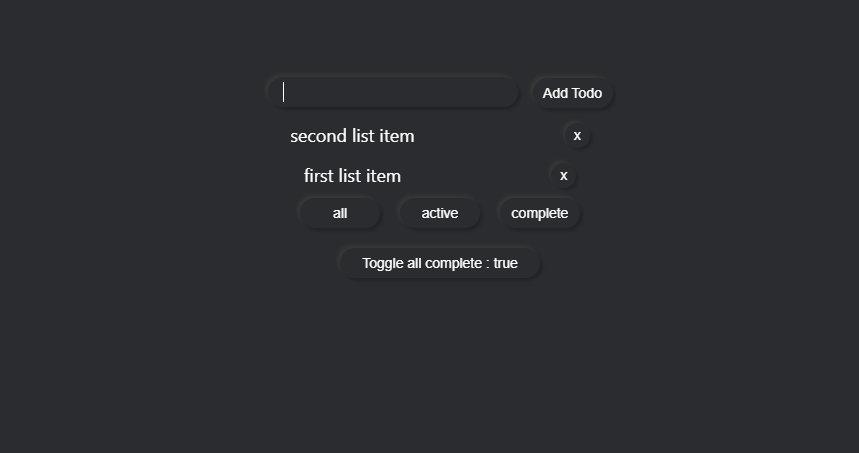 Add Todo
second list item x
first list item x
all active complete
Toggle all complete : true